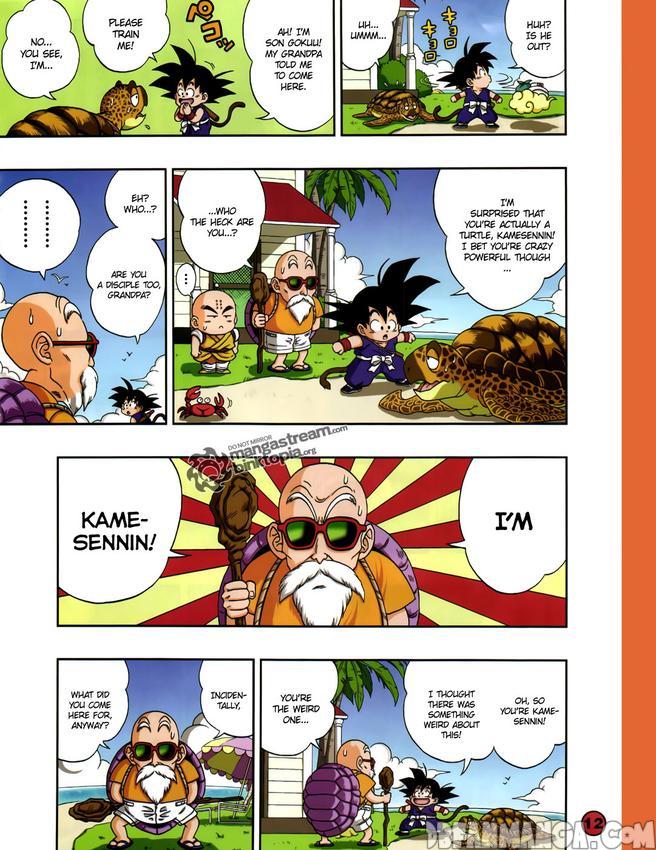 HUH?
IS HE
OUT?
キョロ
キョロ
UH...
UMMM...
AH! I'M
SON GOKUU!
MY GRANDPA
TOLD ME
TO COME
HERE.
ペコッ
PLEASE
TRAIN
ME!
NO...
YOU SEE,
I'M...
I'M
SURPRISED THAT
YOU'RE ACTUALLY A
TURTLE, KAMESENNIN!
I BET YOU'RE CRAZY
POWERFUL THOUGH
...
...WHO
THE HECK ARE
YOU...?
...
EH?
WHO...?
ARE YOU
A DISCIPLE TOO,
GRANDPA?
......
DO NOT MIRROR
mangastream.com
binktopia.org
I'M
KAME-
SENNIN!
OH, SO
YOU'RE KAME-
SENNIN!
I THOUGHT
THERE WAS
SOMETHING
WEIRD ABOUT
THIS!
YOU'RE
THE WEIRD
ONE...
INCIDEN-
TALLY,
WHAT DID
YOU COME
HERE FOR,
ANYWAY?
12
DBZANMANGA.COM